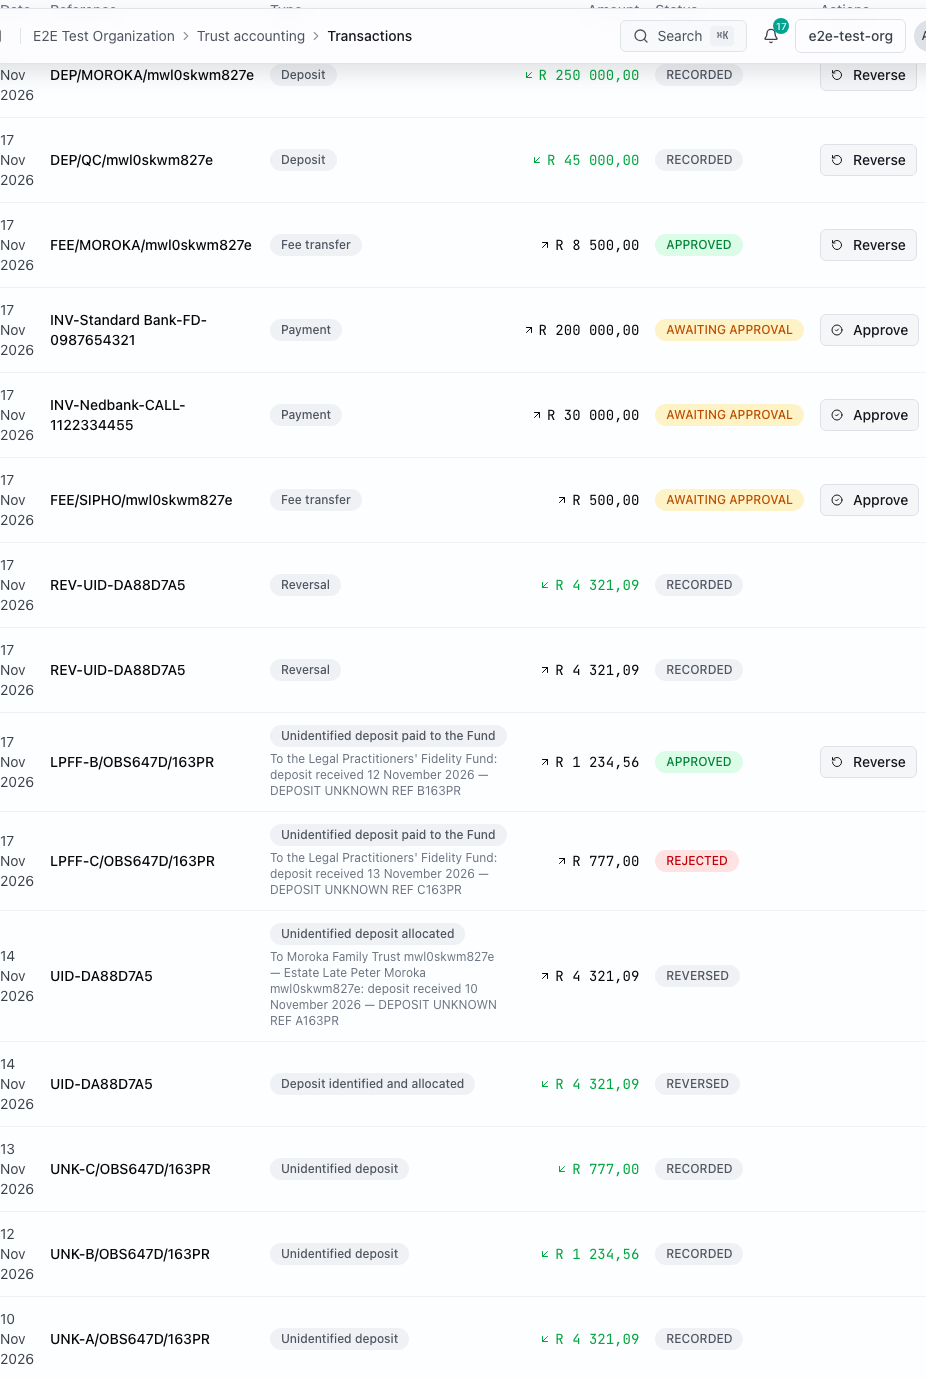 E2E Test Organization > Trust accounting > Transactions
Search ⌘K
17
e2e-test-org
Nov 2026 DEP/MOROKA/mwl0skwm827e Deposit R 250 000,00 RECORDED Reverse
17 Nov 2026 DEP/QC/mwl0skwm827e Deposit R 45 000,00 RECORDED Reverse
17 Nov 2026 FEE/MOROKA/mwl0skwm827e Fee transfer R 8 500,00 APPROVED Reverse
17 Nov 2026 INV-Standard Bank-FD-
0987654321 Payment R 200 000,00 AWAITING APPROVAL Approve
17 Nov 2026 INV-Nedbank-CALL-
1122334455 Payment R 30 000,00 AWAITING APPROVAL Approve
17 Nov 2026 FEE/SIPHO/mwl0skwm827e Fee transfer R 500,00 AWAITING APPROVAL Approve
17 Nov 2026 REV-UID-DA88D7A5 Reversal R 4 321,09 RECORDED
17 Nov 2026 REV-UID-DA88D7A5 Reversal R 4 321,09 RECORDED
17 Nov 2026 LPFF-B/OBS647D/163PR Unidentified deposit paid to the Fund
To the Legal Practitioners' Fidelity Fund:
deposit received 12 November 2026 —
DEPOSIT UNKNOWN REF B163PR
R 1 234,56 APPROVED Reverse
17 Nov 2026 LPFF-C/OBS647D/163PR Unidentified deposit paid to the Fund
To the Legal Practitioners' Fidelity Fund:
deposit received 13 November 2026 —
DEPOSIT UNKNOWN REF C163PR
R 777,00 REJECTED
14 Nov 2026 UID-DA88D7A5 Unidentified deposit allocated
To Moroka Family Trust mwl0skwm827e
— Estate Late Peter Moroka
mwl0skwm827e: deposit received 10
November 2026 — DEPOSIT UNKNOWN
REF A163PR
R 4 321,09 REVERSED
14 Nov 2026 UID-DA88D7A5 Deposit identified and allocated R 4 321,09 REVERSED
13 Nov 2026 UNK-C/OBS647D/163PR Unidentified deposit R 777,00 RECORDED
12 Nov 2026 UNK-B/OBS647D/163PR Unidentified deposit R 1 234,56 RECORDED
10 Nov 2026 UNK-A/OBS647D/163PR Unidentified deposit R 4 321,09 RECORDED